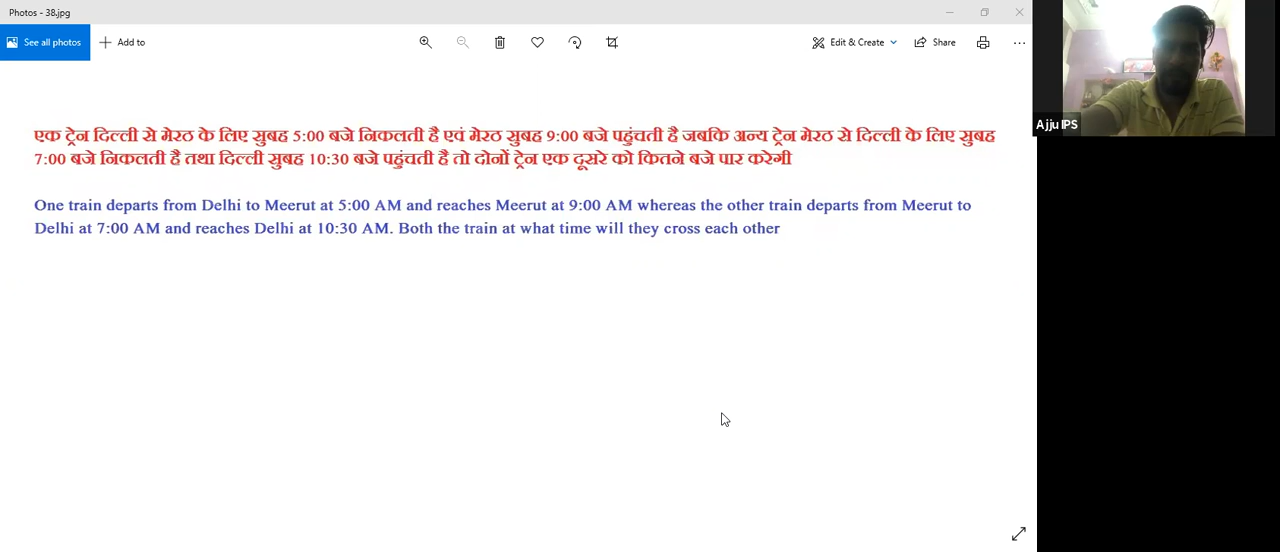 Photos - 38.jpg
See all photos
Add to
Edit & Create
Share
Ajju IPS
एक ट्रेन दिल्ली से मेरठ के लिए सुबह 5:00 बजे निकलती है एवं मेरठ सुबह 9:00 बजे पहुंचती है जबकि अन्य ट्रेन मेरठ से दिल्ली के लिए सुबह
7:00 बजे निकलती है तथा दिल्ली सुबह 10:30 बजे पहुंचती है तो दोनों ट्रेन एक दूसरे को कितने बजे पार करेगी
One train departs from Delhi to Meerut at 5:00 AM and reaches Meerut at 9:00 AM whereas the other train departs from Meerut to
Delhi at 7:00 AM and reaches Delhi at 10:30 AM. Both the train at what time will they cross each other